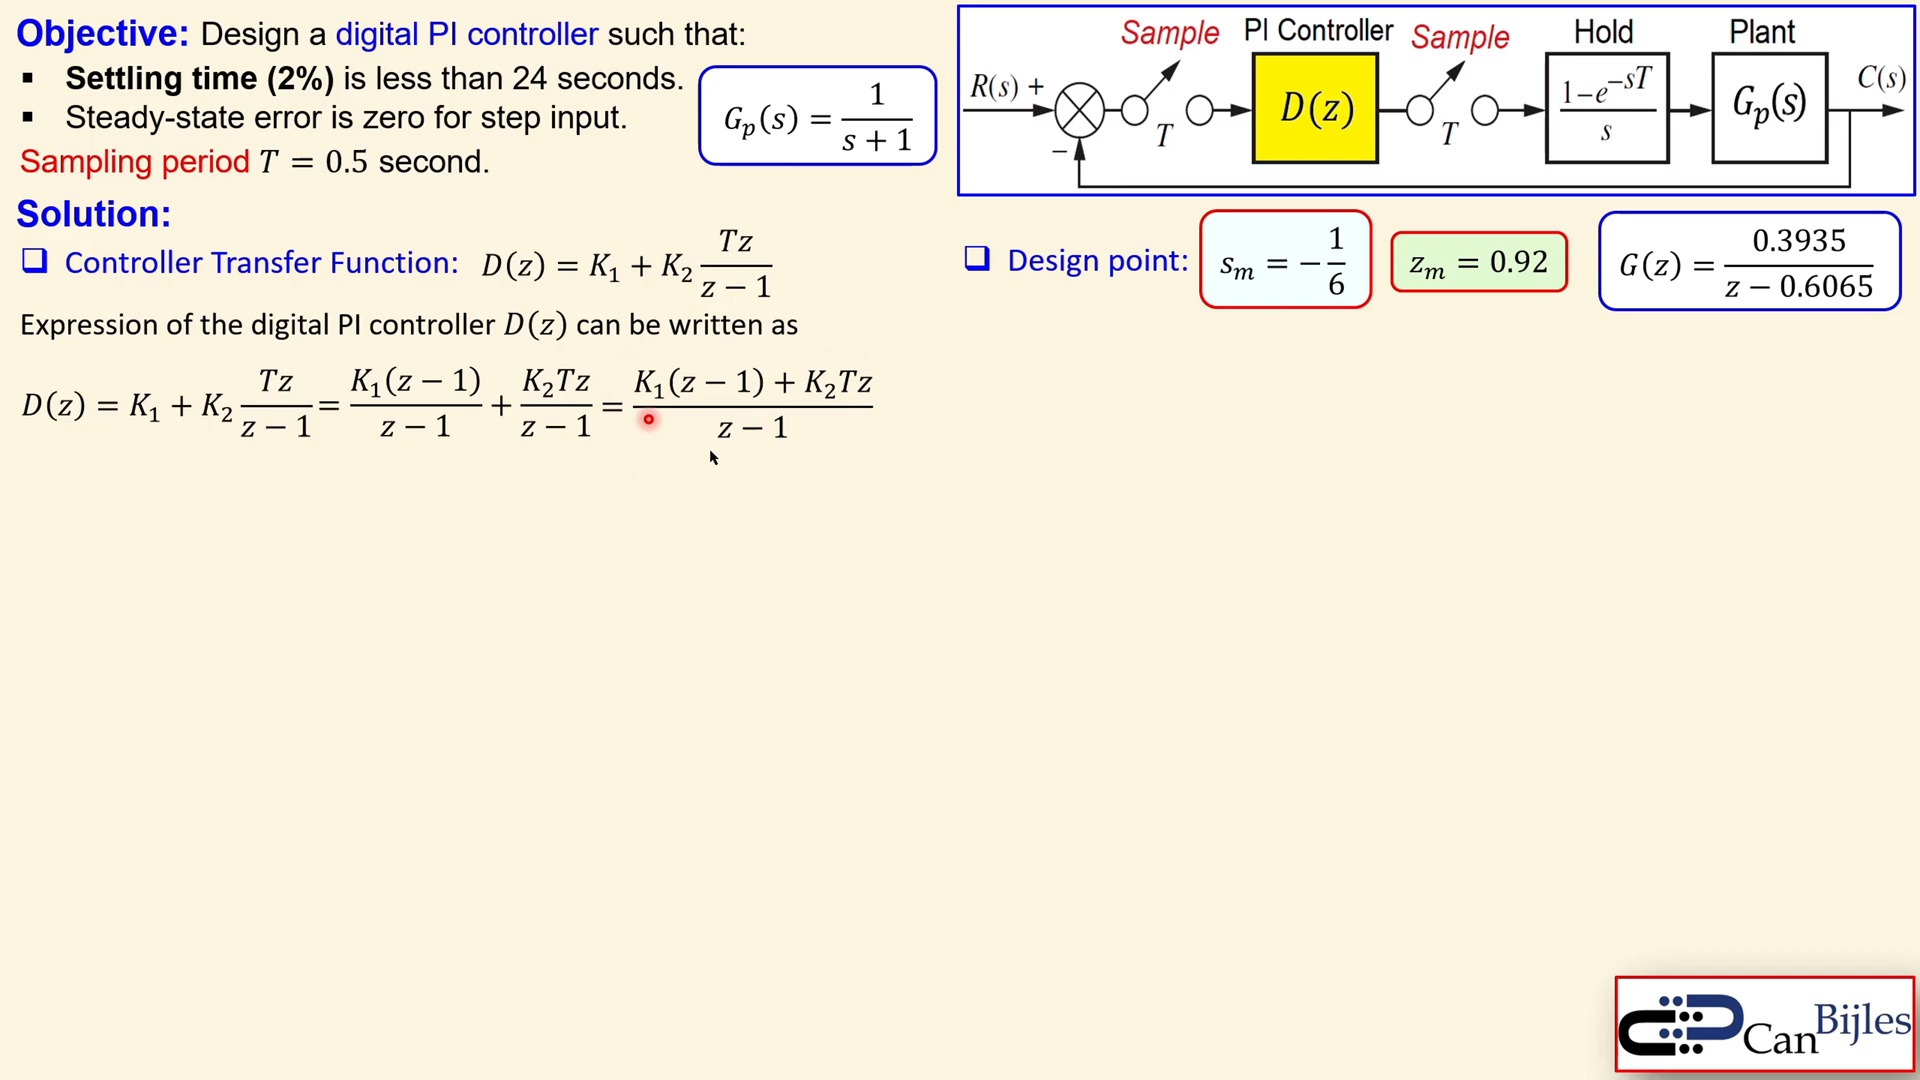 Objective: Design a digital PI controller such that:
▪ Settling time (2%) is less than 24 seconds.
▪ Steady-state error is zero for step input.
Sampling period T = 0.5 second.
G_p(s) = 1/(s + 1)
Sample PI Controller Sample Hold Plant
R(s) + − T D(z) T (1−e^−sT)/s G_p(s) C(s)
Solution:
❑ Controller Transfer Function: D(z) = K₁ + K₂ Tz/(z − 1)
❑ Design point: s_m = −1/6 z_m = 0.92 G(z) = 0.3935/(z − 0.6065)
Expression of the digital PI controller D(z) can be written as
D(z) = K₁ + K₂ Tz/(z − 1) = K₁(z − 1)/(z − 1) + K₂Tz/(z − 1) = (K₁(z − 1) + K₂Tz)/(z − 1)
Can Bijles